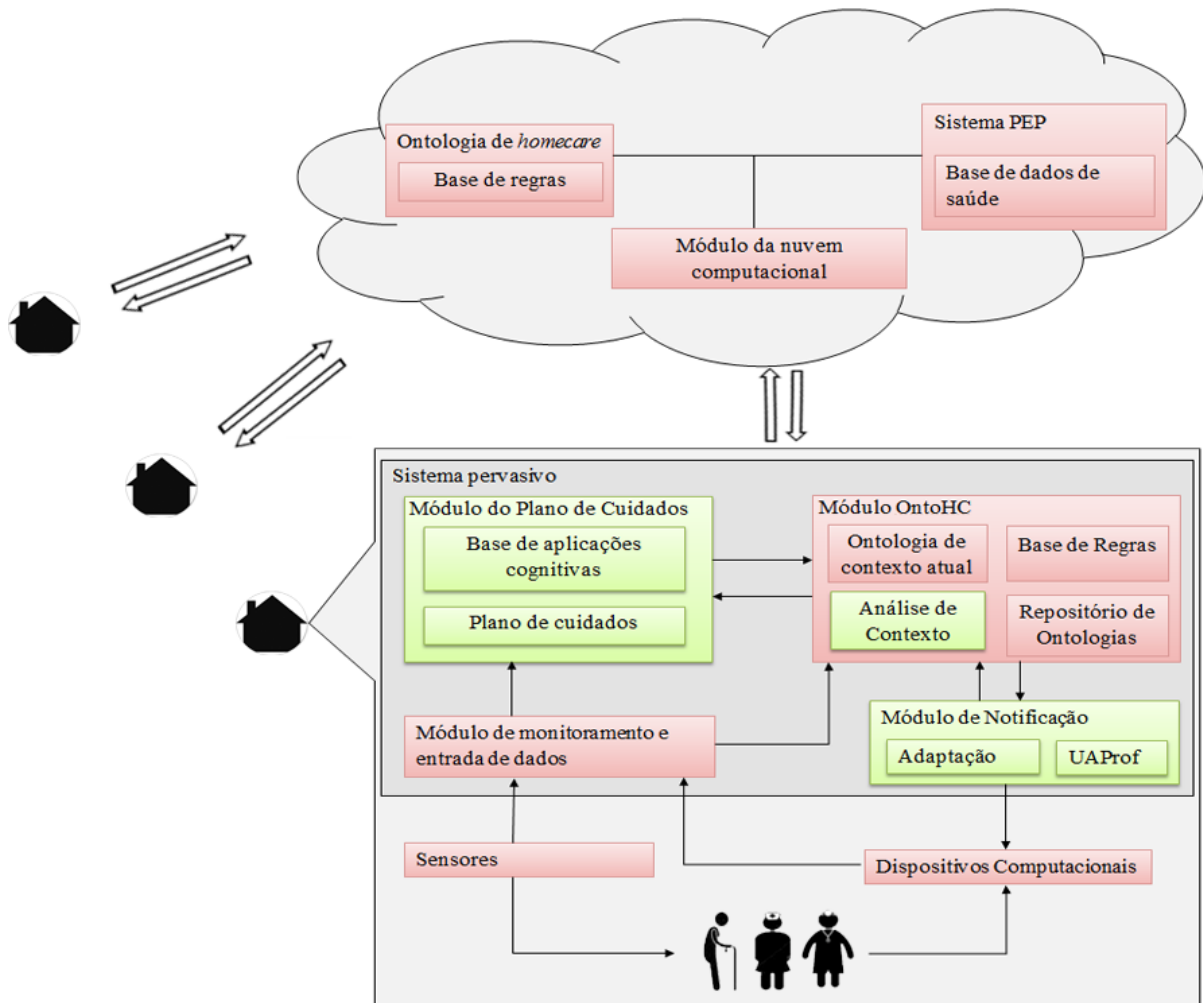 Ontologia de homecare
Base de regras
Sistema PEP
Base de dados de
saúde
Módulo da nuvem
computacional
Sistema pervasivo
Módulo do Plano de Cuidados
Base de aplicações
cognitivas
Plano de cuidados
Módulo OntoHC
Ontologia de
contexto atual
Base de Regras
Análise de
Contexto
Repositório de
Ontologias
Módulo de monitoramento e
entrada de dados
Módulo de Notificação
Adaptação
UAProf
Sensores
Dispositivos Computacionais